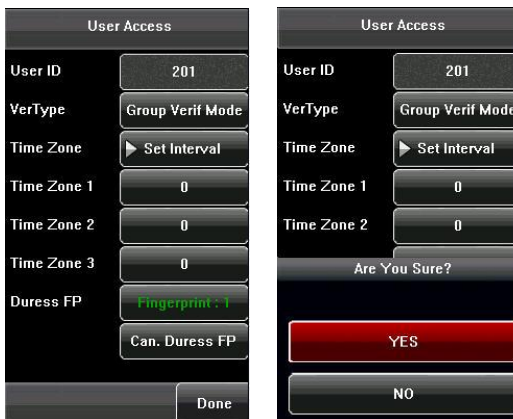 User Access
User ID 201
VerType Group Verif Mode
Time Zone Set Interval
Time Zone 1 0
Time Zone 2 0
Time Zone 3 0
Duress FP Fingerprint : 1
Can. Duress FP
Done
User Access
User ID 201
VerType Group Verif Mode
Time Zone Set Interval
Time Zone 1 0
Time Zone 2 0
Are You Sure?
YES
NO